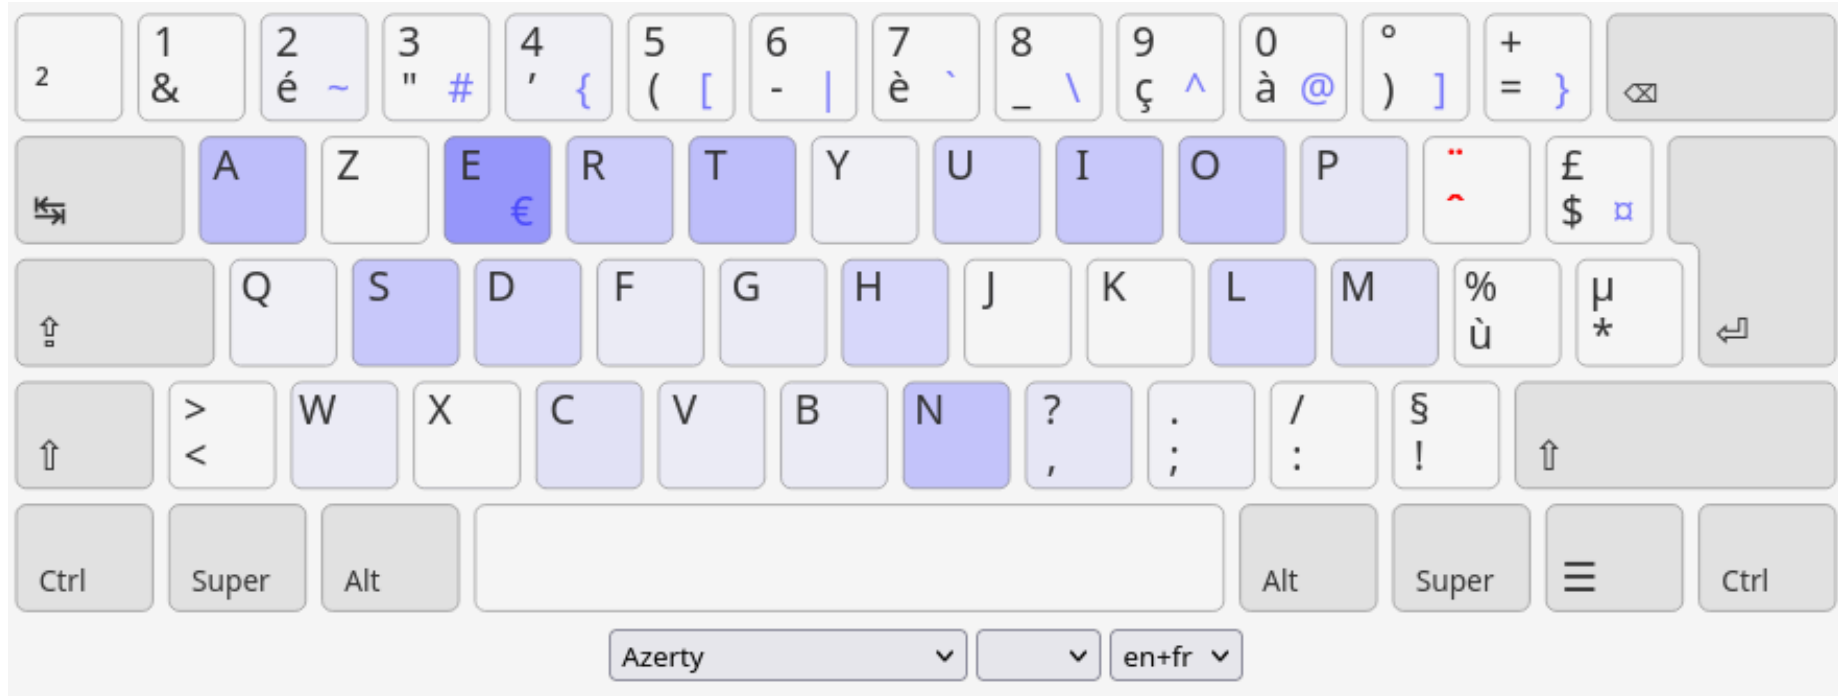 1 2 3 4 5 6 7 8 9 0 ° +
² & é ~ " # ' { ( [ - | è ` _ \ ç ^ à @ ) ] = } ⌫
A Z E R T Y U I O P ¨ £
↹ € ^ $ ¤
Q S D F G H J K L M % µ
⇪ ù * ⏎
> W X C V B N ? . / §
⇧ < , ; : ! ⇧
Ctrl Super Alt Alt Super ☰ Ctrl
Azerty en+fr